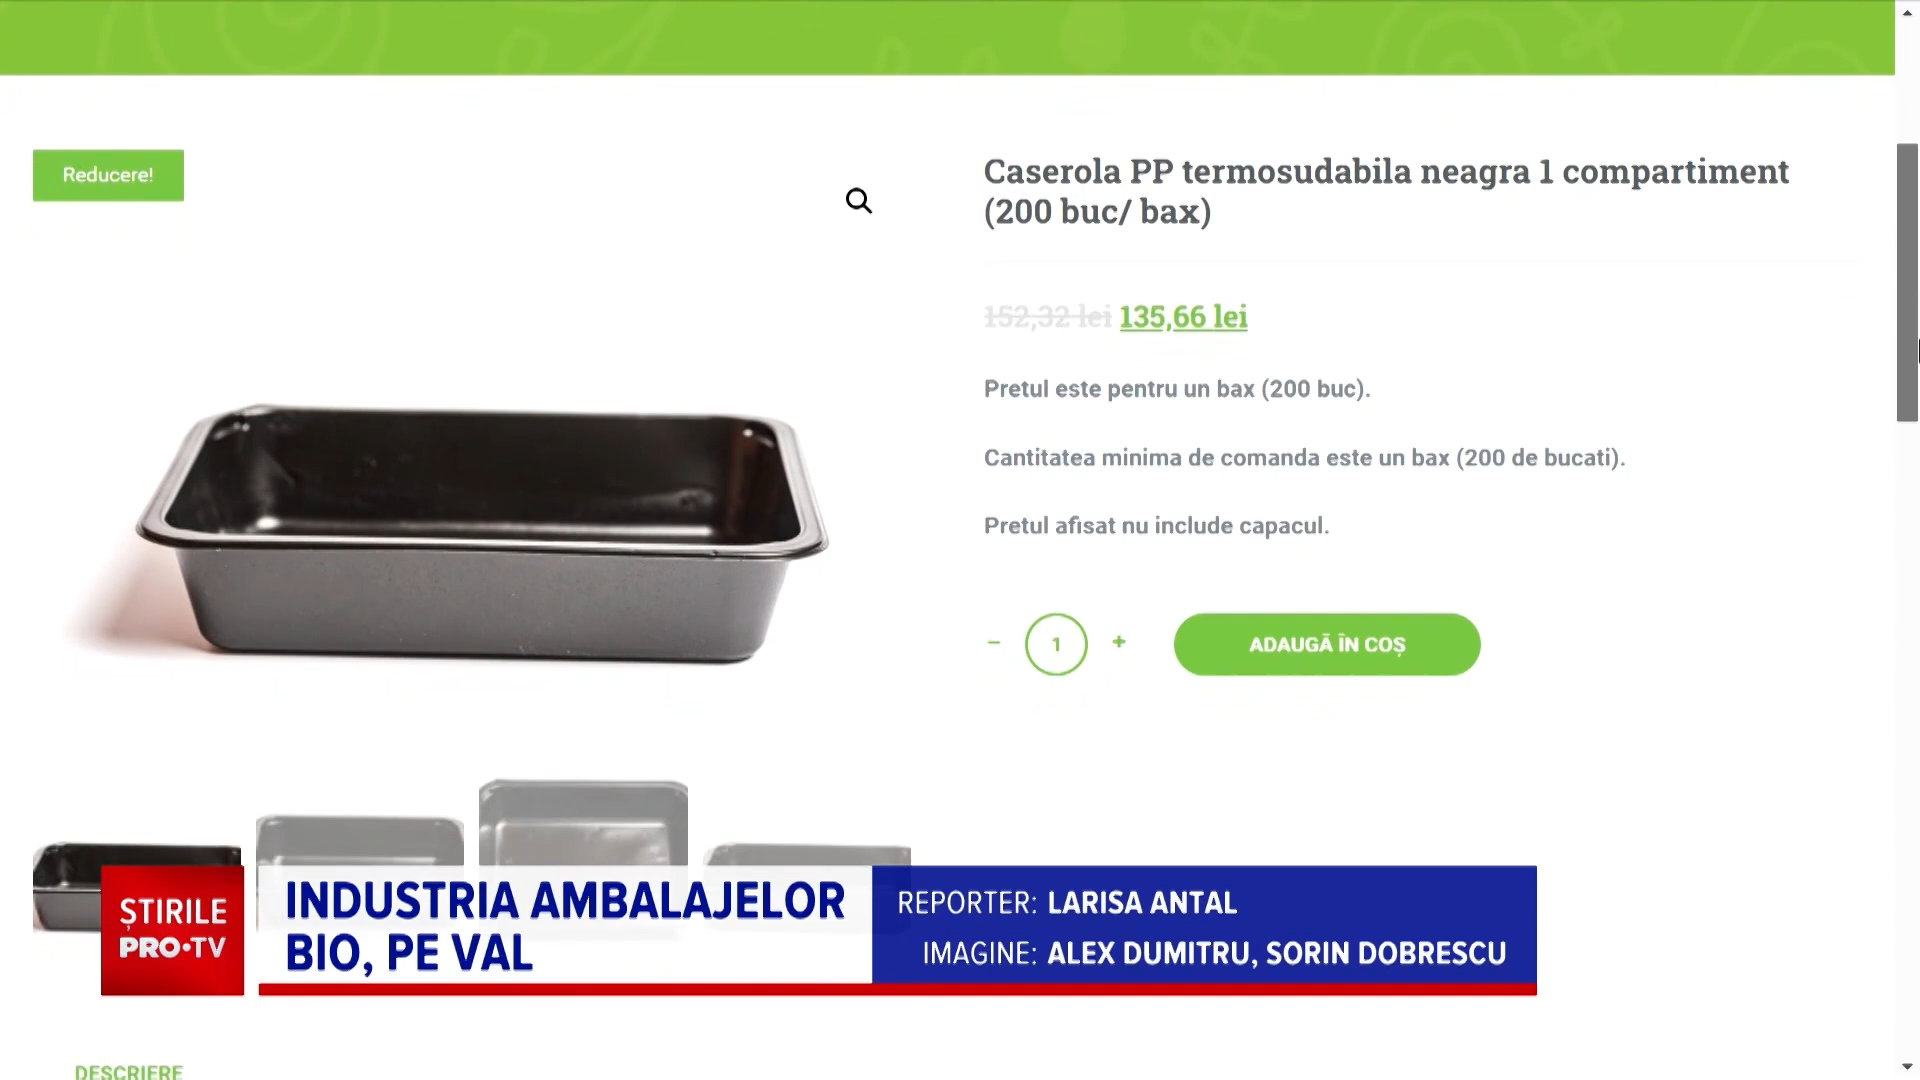 Reducere!
Caserola PP termosudabila neagra 1 compartiment
(200 buc/ bax)
152,32 lei 135,66 lei
Pretul este pentru un bax (200 buc).
Cantitatea minima de comanda este un bax (200 de bucati).
Pretul afisat nu include capacul.
− 1 + ADAUGĂ ÎN COȘ
ȘTIRILE
PRO•TV
INDUSTRIA AMBALAJELOR
BIO, PE VAL
REPORTER: LARISA ANTAL
IMAGINE: ALEX DUMITRU, SORIN DOBRESCU
DESCRIERE